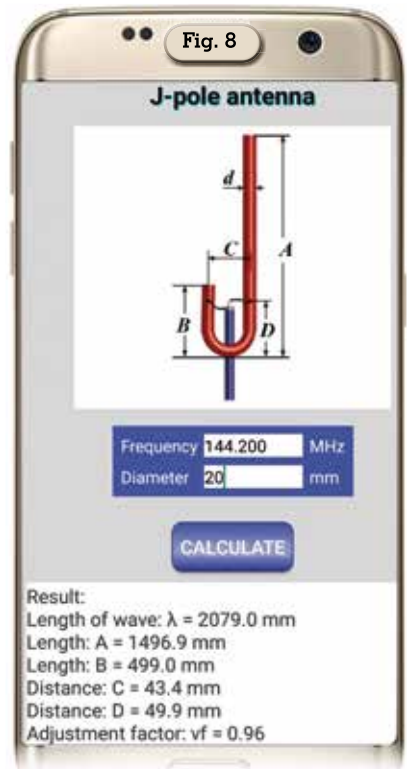 Fig. 8
J-pole antenna
d
C
A
B
D
Frequency 144.200 MHz
Diameter 20 mm
CALCULATE
Result:
Length of wave: λ = 2079.0 mm
Length: A = 1496.9 mm
Length: B = 499.0 mm
Distance: C = 43.4 mm
Distance: D = 49.9 mm
Adjustment factor: vf = 0.96